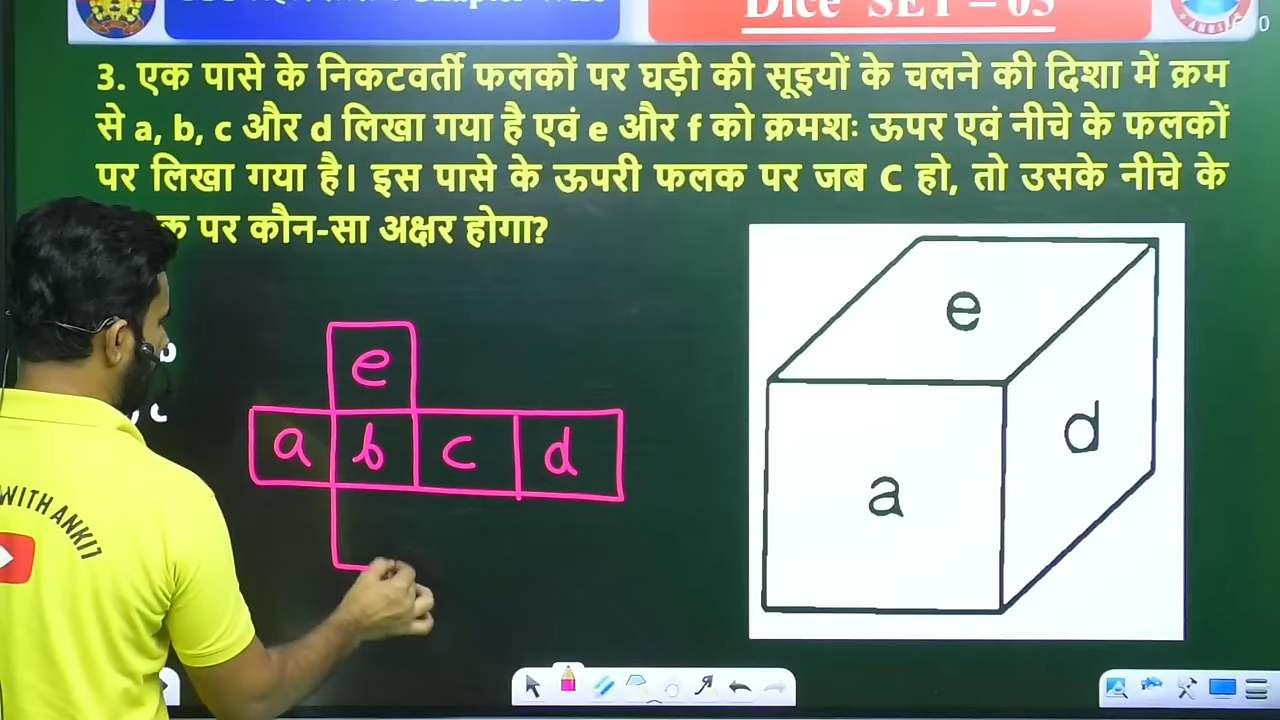 Dice SET – 05
3. एक पासे के निकटवर्ती फलकों पर घड़ी की सूइयों के चलने की दिशा में क्रम
से a, b, c और d लिखा गया है एवं e और f को क्रमशः ऊपर एवं नीचे के फलकों
पर लिखा गया है। इस पासे के ऊपरी फलक पर जब C हो, तो उसके नीचे के
पर कौन-सा अक्षर होगा?
e
a b c d
e
d
a
WITH ANKIT